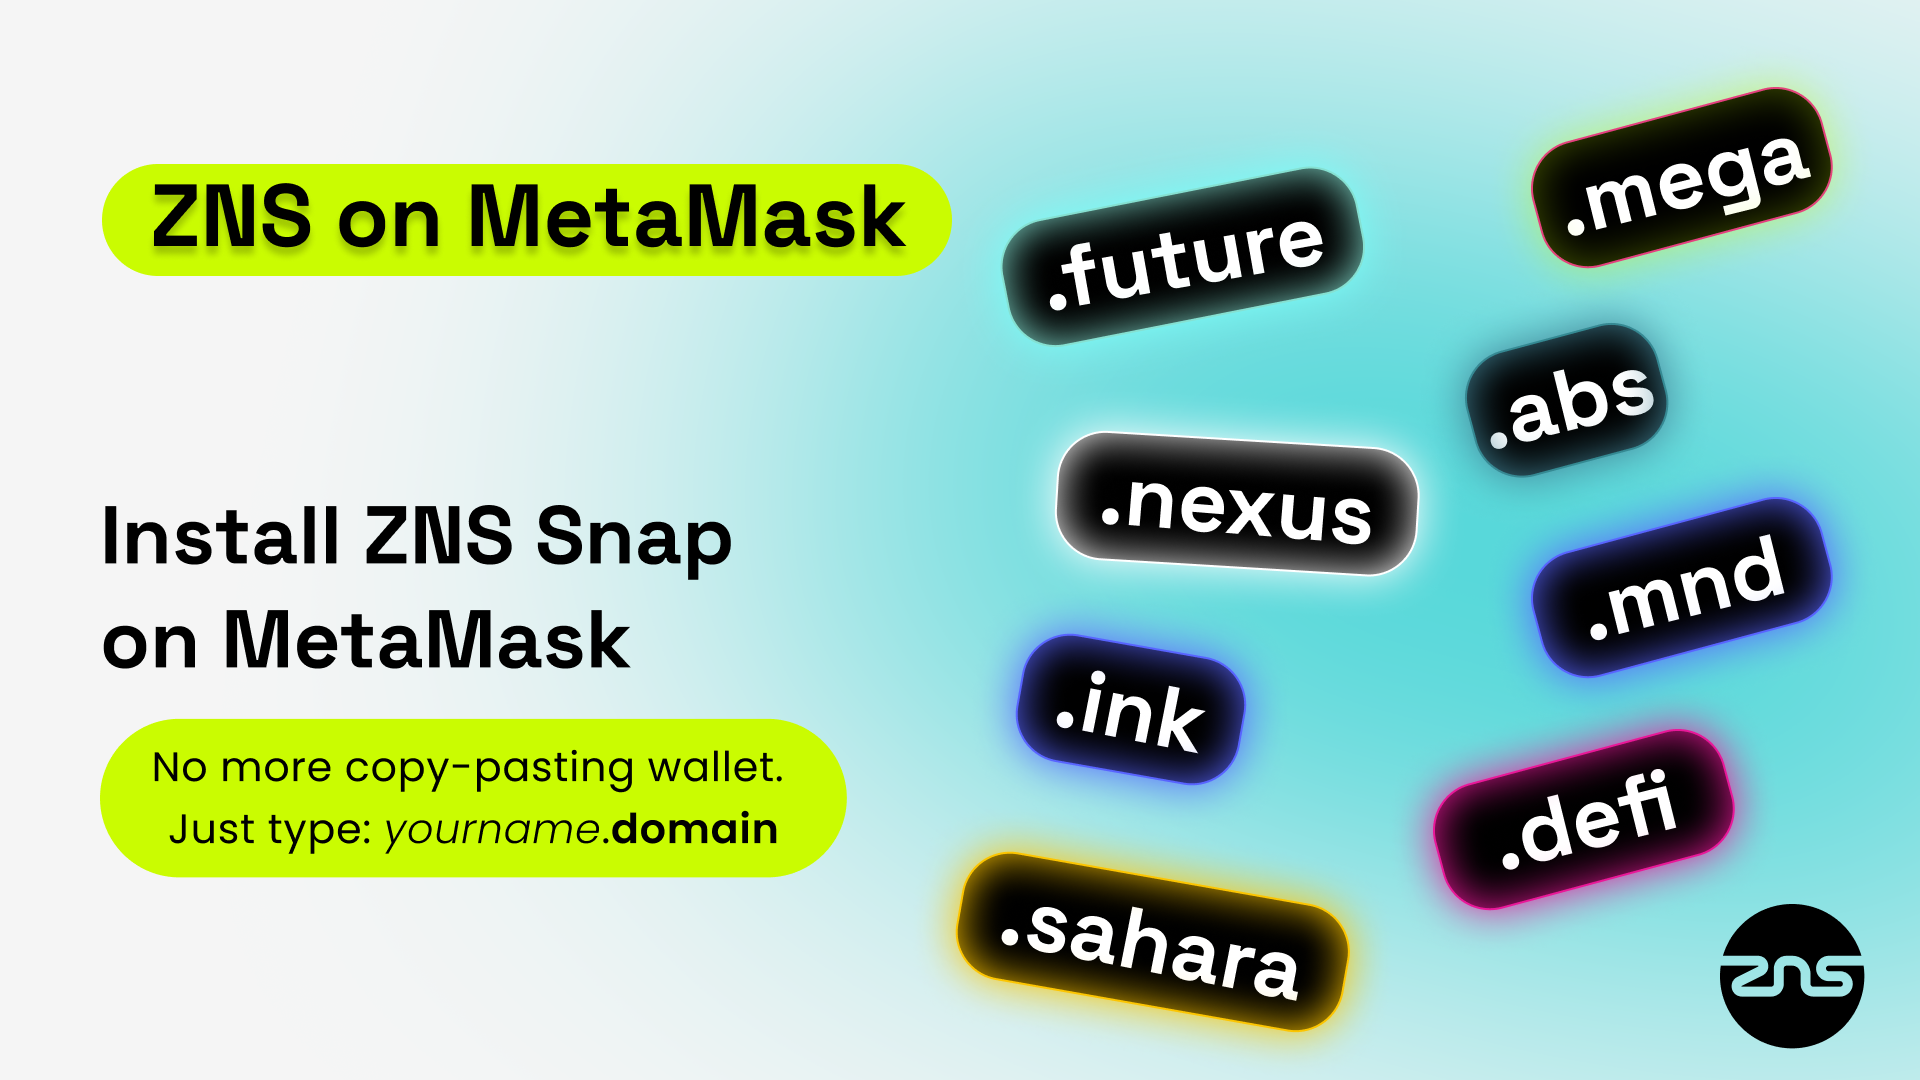 ZNS on MetaMask
Install ZNS Snap
on MetaMask
No more copy-pasting wallet.
Just type: yourname.domain
.future
.mega
.abs
.nexus
.mnd
.ink
.defi
.sahara
zns